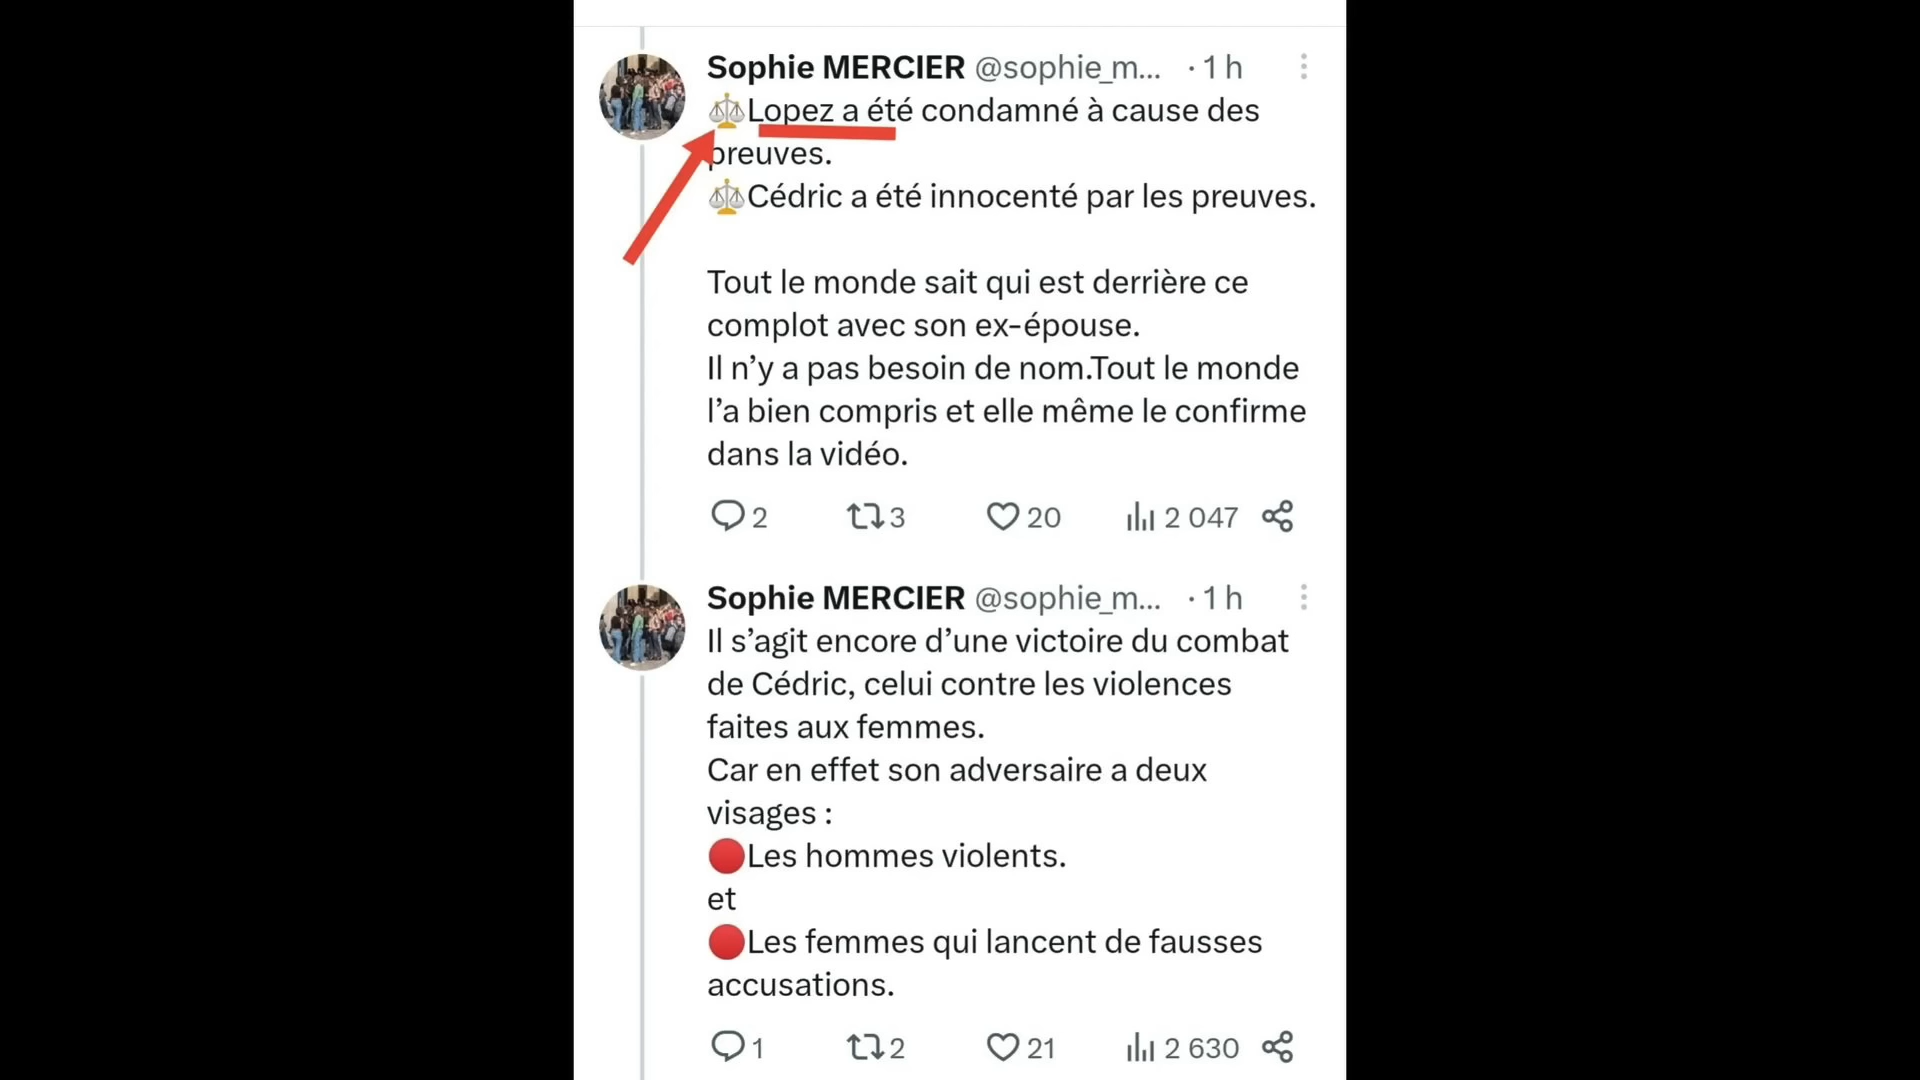 Sophie MERCIER @sophie_m... · 1 h
⚖️Lopez a été condamné à cause des
preuves.
⚖️Cédric a été innocenté par les preuves.
Tout le monde sait qui est derrière ce
complot avec son ex-épouse.
Il n’y a pas besoin de nom.Tout le monde
l’a bien compris et elle même le confirme
dans la vidéo.
2 3 20 2 047
Sophie MERCIER @sophie_m... · 1 h
Il s’agit encore d’une victoire du combat
de Cédric, celui contre les violences
faites aux femmes.
Car en effet son adversaire a deux
visages :
🔴Les hommes violents.
et
🔴Les femmes qui lancent de fausses
accusations.
1 2 21 2 630